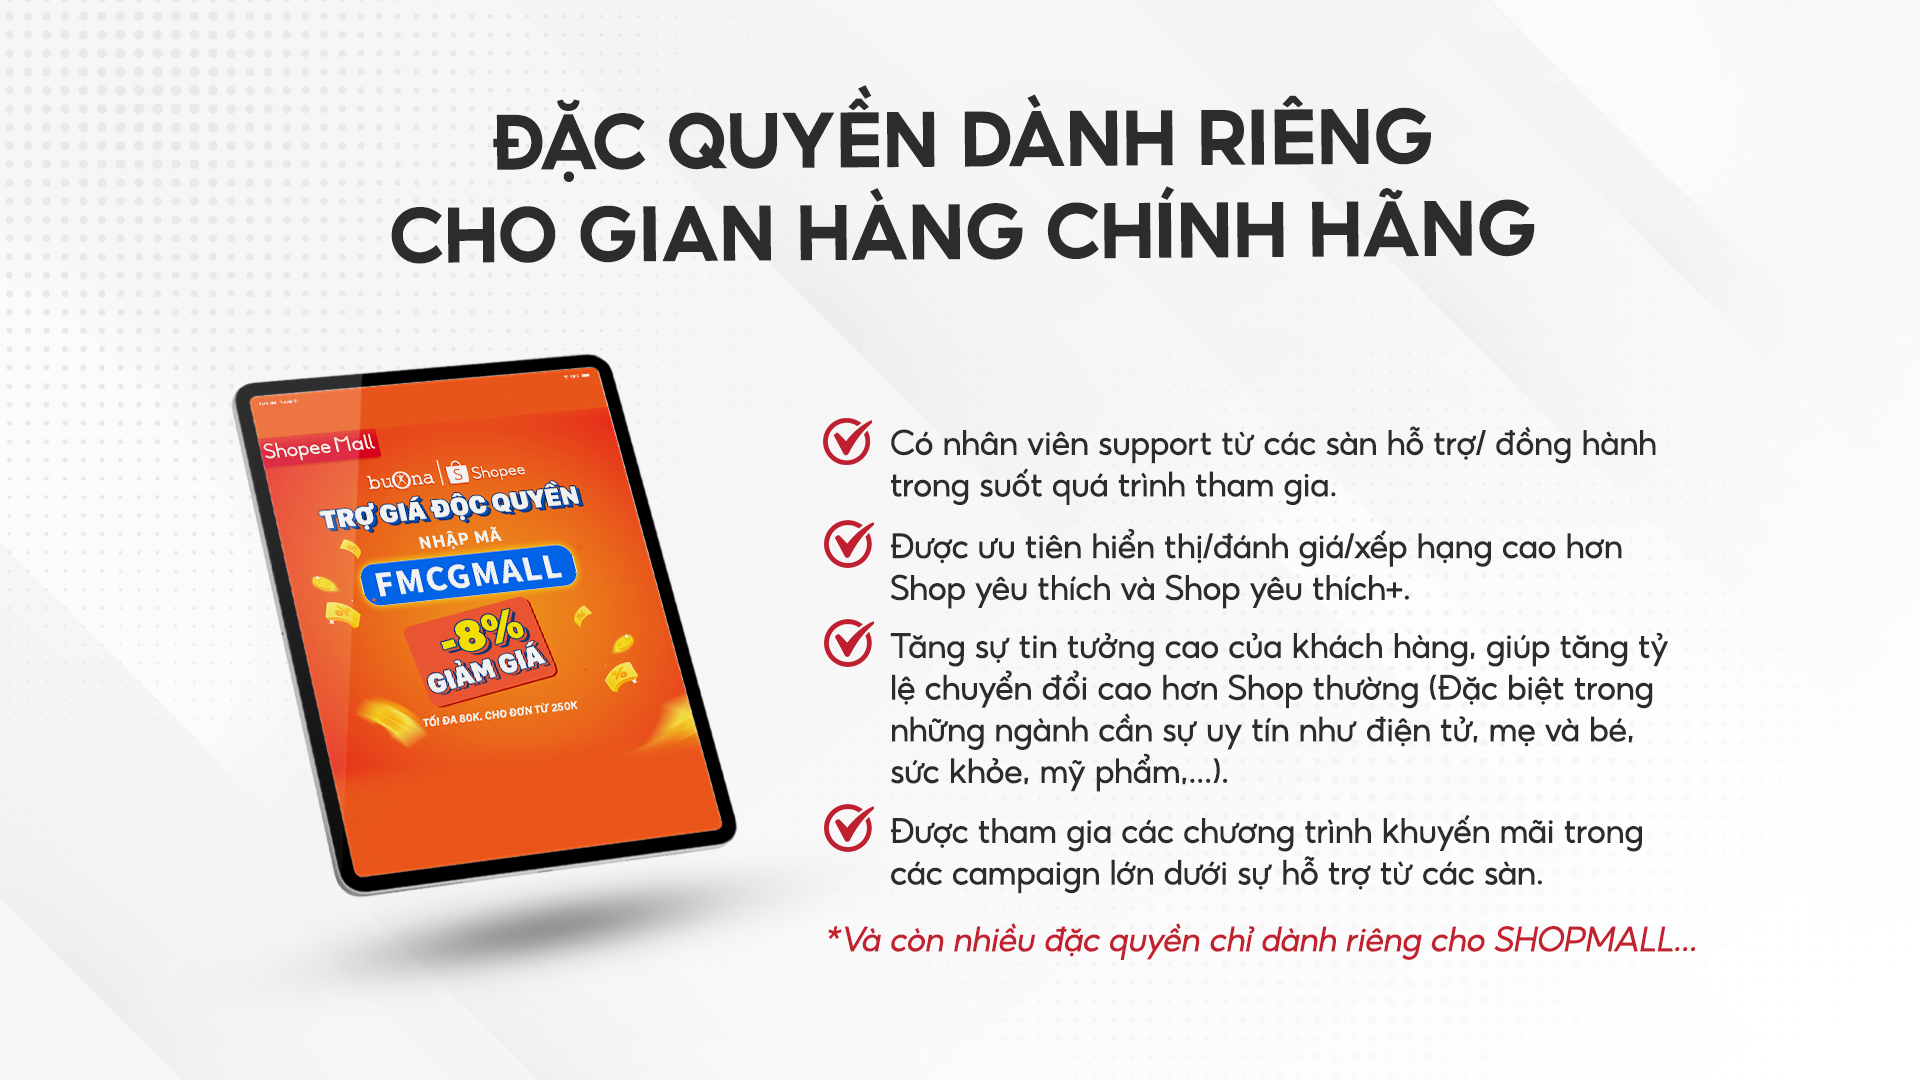 ĐẶC QUYỀN DÀNH RIÊNG
CHO GIAN HÀNG CHÍNH HÃNG
Shopee Mall
buona
Shopee
TRỢ GIÁ ĐỘC QUYỀN
NHẬP MÃ
FMCGMALL
-8%
GIẢM GIÁ
TỐI ĐA 80K. CHO ĐƠN TỪ 250K
Có nhân viên support từ các sàn hỗ trợ/ đồng hành
trong suốt quá trình tham gia.
Được ưu tiên hiển thị/đánh giá/xếp hạng cao hơn
Shop yêu thích và Shop yêu thích+.
Tăng sự tin tưởng cao của khách hàng, giúp tăng tỷ
lệ chuyển đổi cao hơn Shop thường (Đặc biệt trong
những ngành cần sự uy tín như điện tử, mẹ và bé,
sức khỏe, mỹ phẩm,...).
Được tham gia các chương trình khuyến mãi trong
các campaign lớn dưới sự hỗ trợ từ các sàn.
*Và còn nhiều đặc quyền chỉ dành riêng cho SHOPMALL...